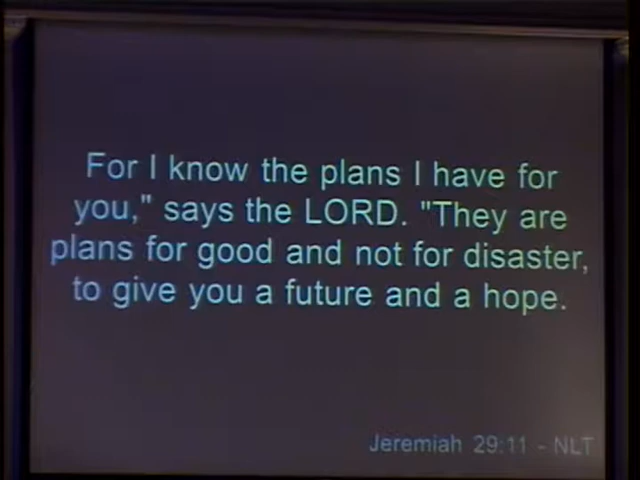 For I know the plans I have for
you," says the LORD. "They are
plans for good and not for disaster,
to give you a future and a hope.
Jeremiah 29:11 - NLT